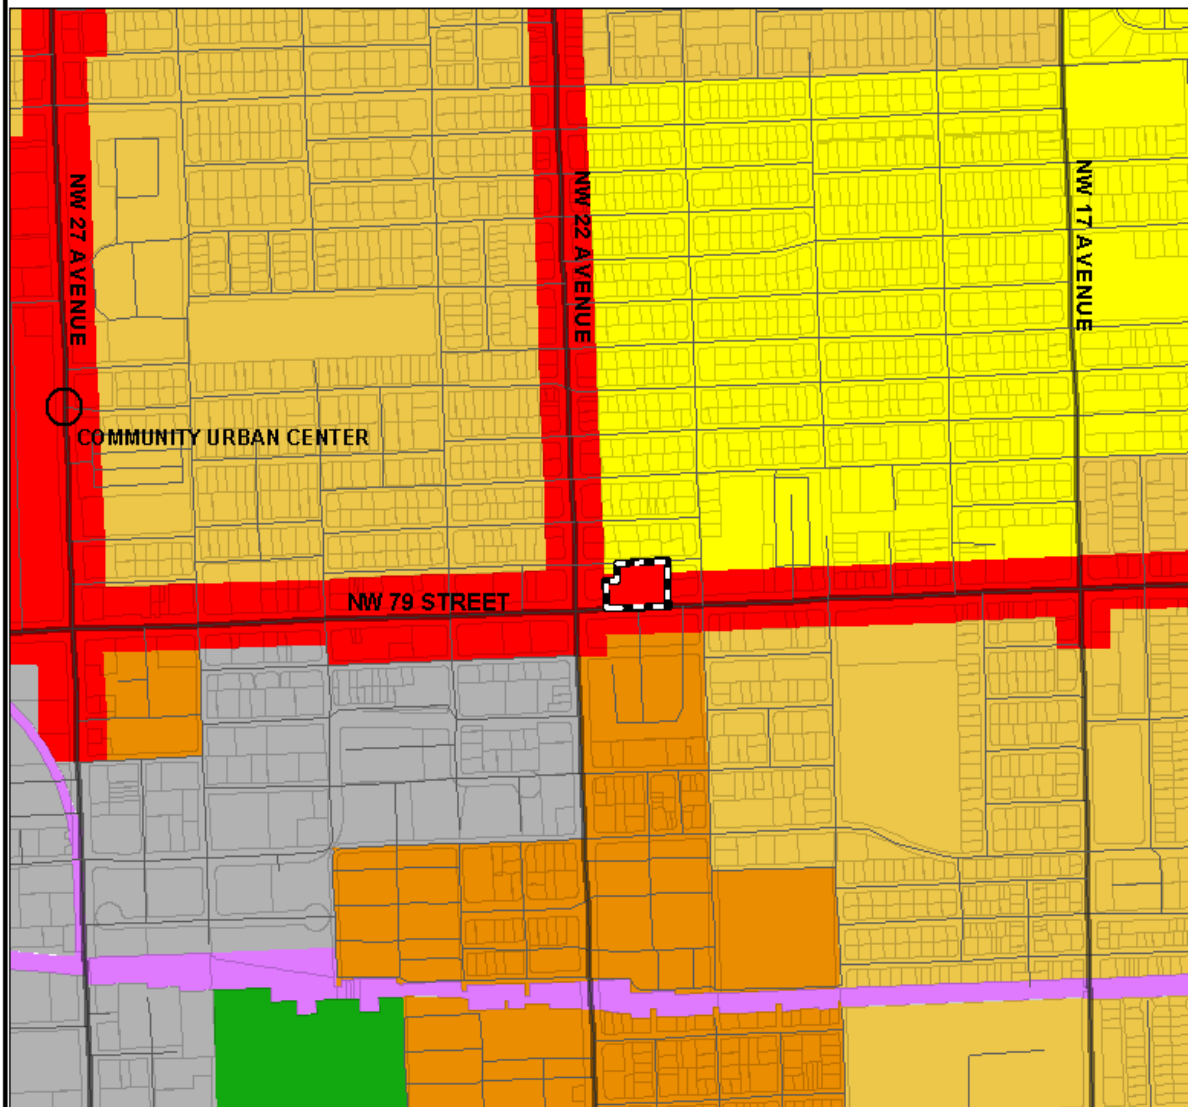 NW 27 AVENUE
NW 22 AVENUE
NW 17 AVENUE
COMMUNITY URBAN CENTER
NW 79 STREET